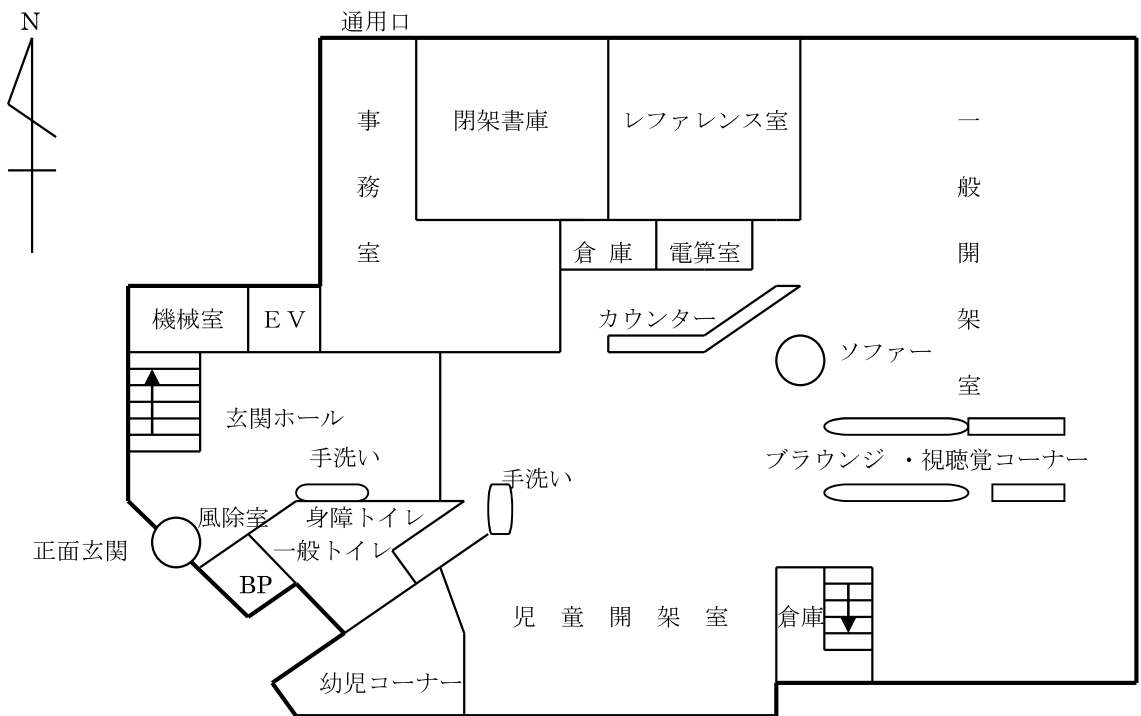 N
通用口
事務室
閉架書庫
レファレンス室
一般開架室
倉庫
電算室
機械室
ＥＶ
カウンター
ソファー
玄関ホール
手洗い
ブラウンジ ・視聴覚コーナー
手洗い
風除室
身障トイレ
正面玄関
一般トイレ
BP
児童開架室
倉庫
幼児コーナー